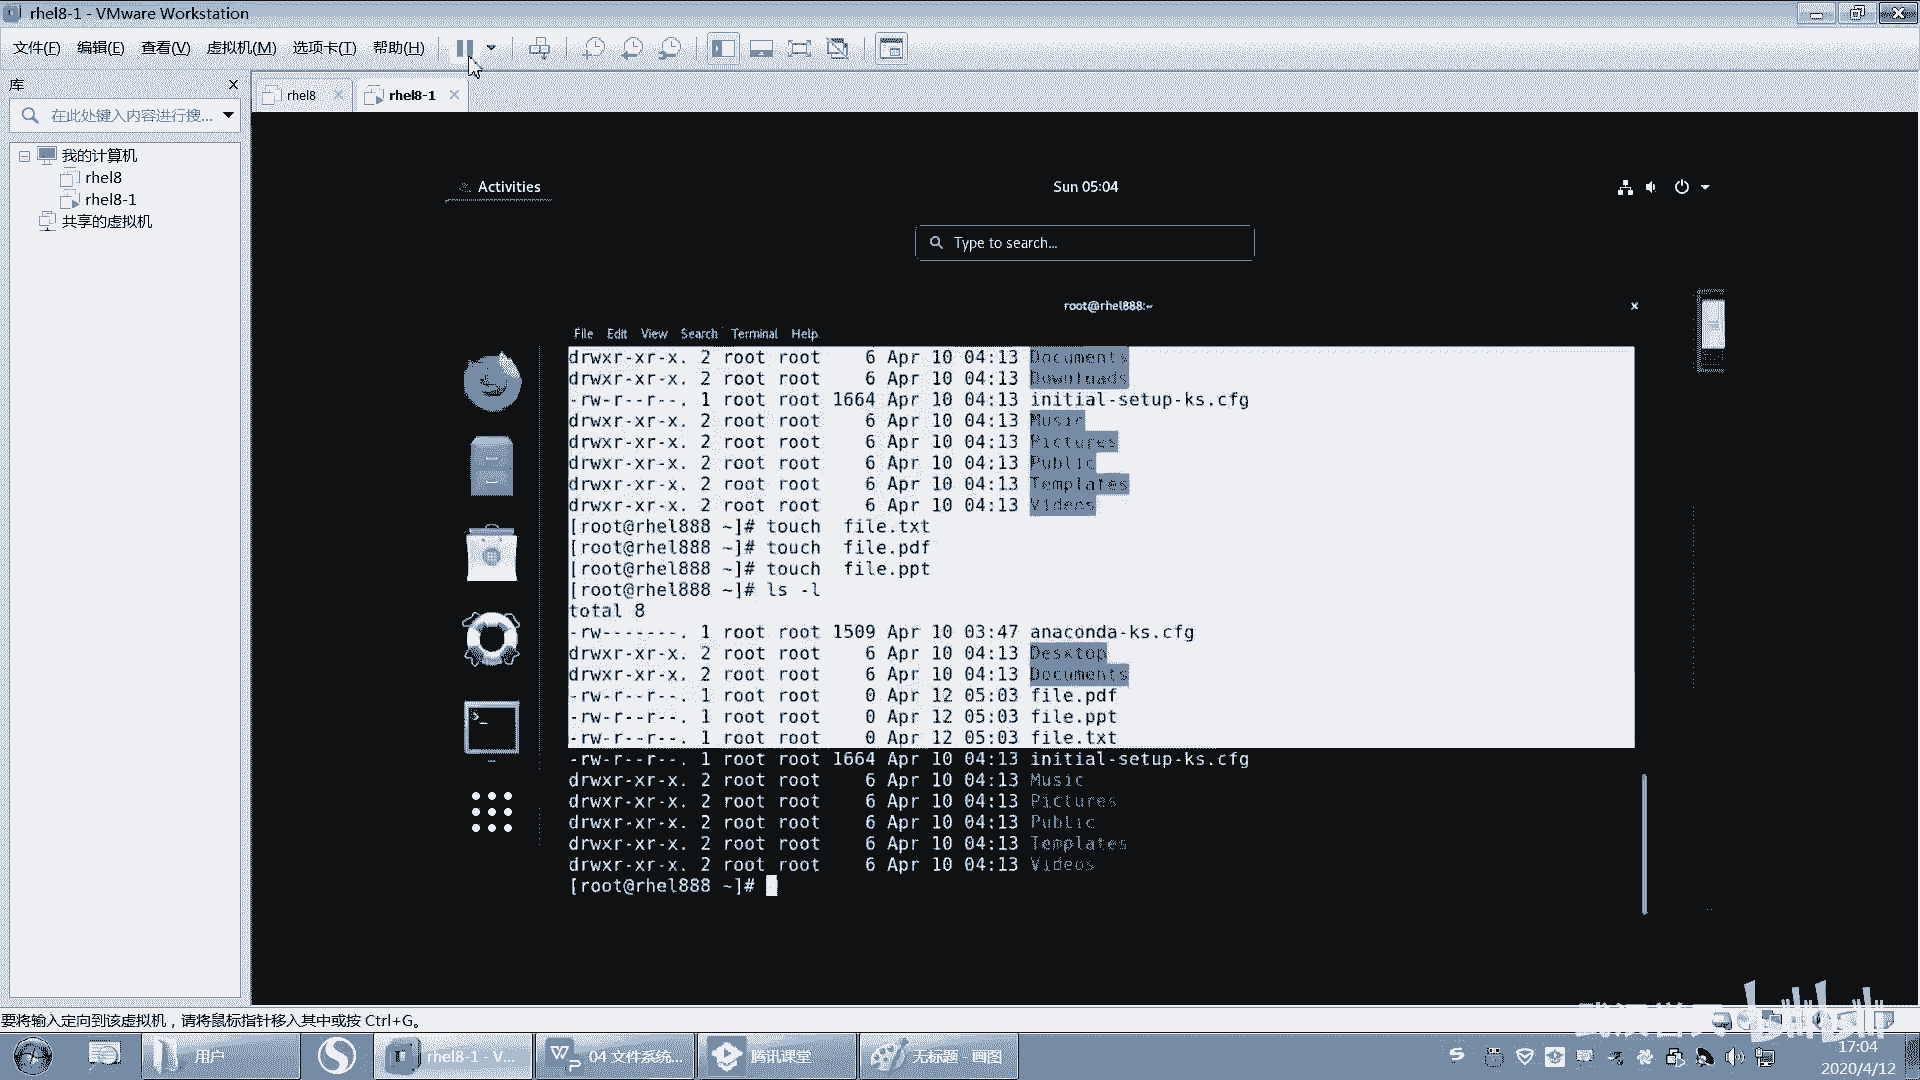 rhel8-1 - VMware Workstation
文件(F) 编辑(E) 查看(V) 虚拟机(M) 选项卡(T) 帮助(H)
库
在此处键入内容进行搜...
我的计算机
rhel8
rhel8-1
共享的虚拟机
rhel8
rhel8-1
Activities
Sun 05:04
Type to search...
root@rhel888:~
File Edit View Search Terminal Help
drwxr-xr-x. 2 root root    6 Apr 10 04:13 Documents
drwxr-xr-x. 2 root root    6 Apr 10 04:13 Downloads
-rw-r--r--. 1 root root 1664 Apr 10 04:13 initial-setup-ks.cfg
drwxr-xr-x. 2 root root    6 Apr 10 04:13 Music
drwxr-xr-x. 2 root root    6 Apr 10 04:13 Pictures
drwxr-xr-x. 2 root root    6 Apr 10 04:13 Public
drwxr-xr-x. 2 root root    6 Apr 10 04:13 Templates
drwxr-xr-x. 2 root root    6 Apr 10 04:13 Videos
[root@rhel888 ~]# touch  file.txt
[root@rhel888 ~]# touch  file.pdf
[root@rhel888 ~]# touch  file.ppt
[root@rhel888 ~]# ls -l
total 8
-rw-------. 1 root root 1509 Apr 10 03:47 anaconda-ks.cfg
drwxr-xr-x. 2 root root    6 Apr 10 04:13 Desktop
drwxr-xr-x. 2 root root    6 Apr 10 04:13 Documents
-rw-r--r--. 1 root root    0 Apr 12 05:03 file.pdf
-rw-r--r--. 1 root root    0 Apr 12 05:03 file.ppt
-rw-r--r--. 1 root root    0 Apr 12 05:03 file.txt
-rw-r--r--. 1 root root 1664 Apr 10 04:13 initial-setup-ks.cfg
drwxr-xr-x. 2 root root    6 Apr 10 04:13 Music
drwxr-xr-x. 2 root root    6 Apr 10 04:13 Pictures
drwxr-xr-x. 2 root root    6 Apr 10 04:13 Public
drwxr-xr-x. 2 root root    6 Apr 10 04:13 Templates
drwxr-xr-x. 2 root root    6 Apr 10 04:13 Videos
[root@rhel888 ~]#
要将输入定向到该虚拟机，请将鼠标指针移入其中或按 Ctrl+G。
bilibili
用户
rhel8-1 - V...
04 文件系统...
腾讯课堂
无标题 - 画图
17:04
2020/4/12